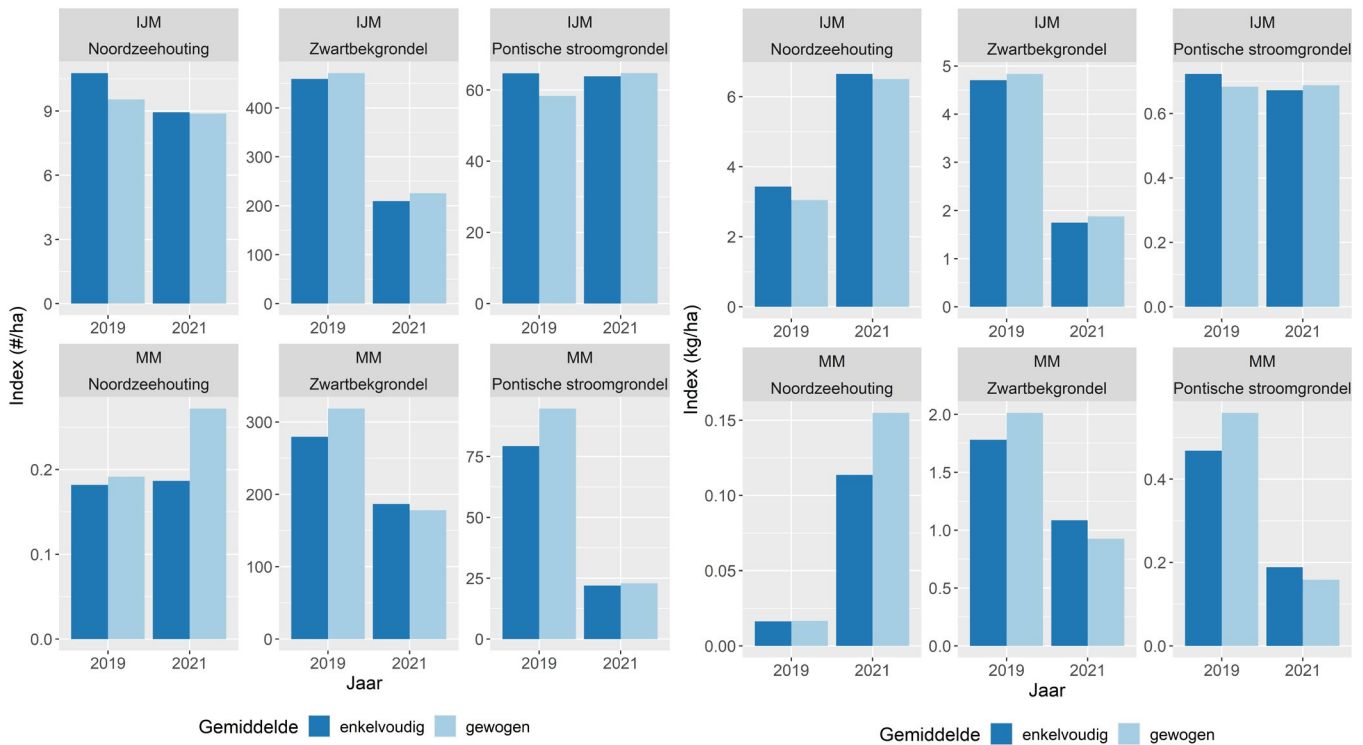 IJM
Noordzeehouting
IJM
Zwartbekgrondel
IJM
Pontische stroomgrondel
9
6
3
0
400
300
200
100
0
60
40
20
0
2019 2021
2019 2021
2019 2021
MM
Noordzeehouting
MM
Zwartbekgrondel
MM
Pontische stroomgrondel
0.2
0.1
0.0
300
200
100
0
75
50
25
0
2019 2021
2019 2021
2019 2021
Index (#/ha)
Jaar
Gemiddelde enkelvoudig gewogen
IJM
Noordzeehouting
IJM
Zwartbekgrondel
IJM
Pontische stroomgrondel
6
4
2
0
5
4
3
2
1
0
0.6
0.4
0.2
0.0
2019 2021
2019 2021
2019 2021
MM
Noordzeehouting
MM
Zwartbekgrondel
MM
Pontische stroomgrondel
0.15
0.10
0.05
0.00
2.0
1.5
1.0
0.5
0.0
0.4
0.2
0.0
2019 2021
2019 2021
2019 2021
Index (kg/ha)
Jaar
Gemiddelde enkelvoudig gewogen